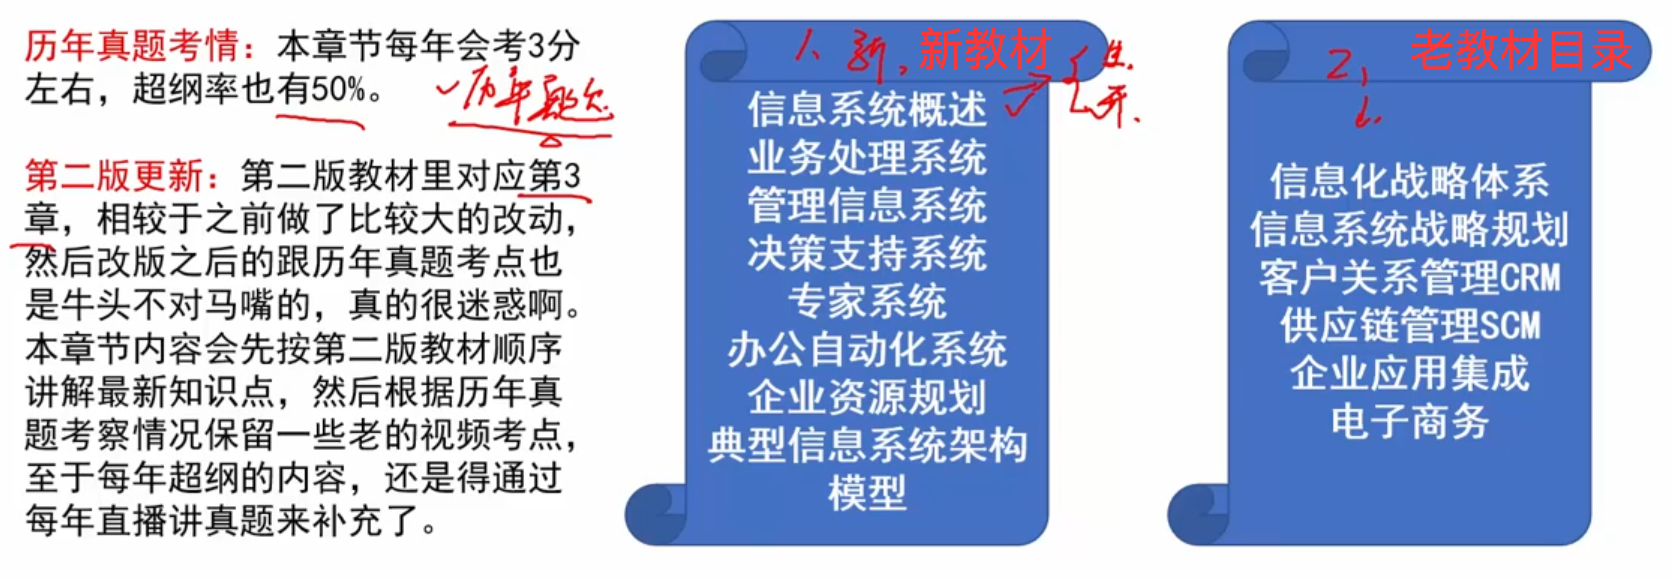 历年真题考情：本章节每年会考3分
左右，超纲率也有50%。
历年真题
第二版更新：第二版教材里对应第3
章，相较于之前做了比较大的改动，
然后改版之后的跟历年真题考点也
是牛头不对马嘴的，真的很迷惑啊。
本章节内容会先按第二版教材顺序
讲解最新知识点，然后根据历年真
题考察情况保留一些老的视频考点，
至于每年超纲的内容，还是得通过
每年直播讲真题来补充了。
1、新，新教材
信息系统概述
业务处理系统
管理信息系统
决策支持系统
专家系统
办公自动化系统
企业资源规划
典型信息系统架构
模型
2，老教材目录
信息化战略体系
信息系统战略规划
客户关系管理CRM
供应链管理SCM
企业应用集成
电子商务